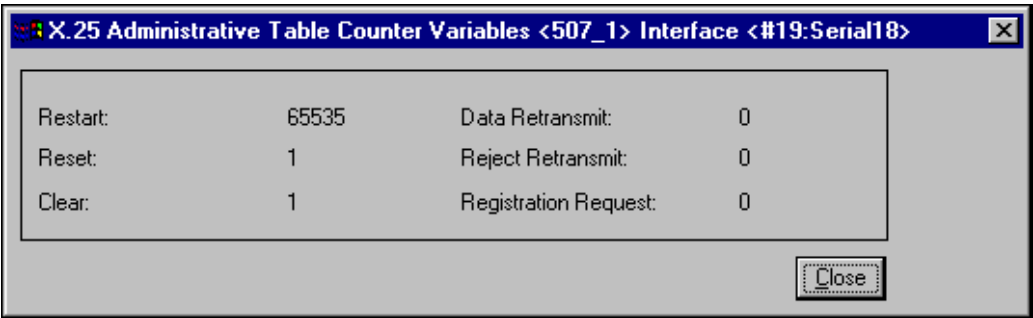 X.25 Administrative Table Counter Variables <507_1> Interface <#19:Serial18>
Restart: 65535 Data Retransmit: 0
Reset: 1 Reject Retransmit: 0
Clear: 1 Registration Request: 0
Close